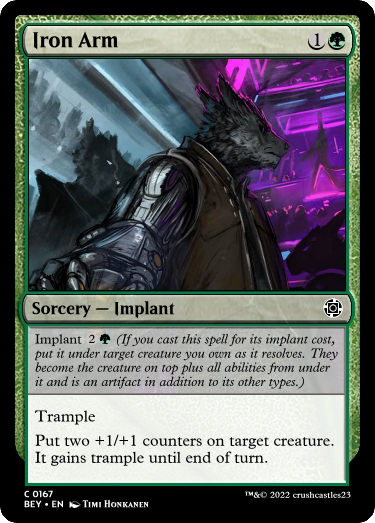 Iron Arm 1
Sorcery — Implant
Implant 2 (If you cast this spell for its implant cost,
put it under target creature you own as it resolves. They
become the creature on top plus all abilities from under
it and is an artifact in addition to its other types.)
Trample
Put two +1/+1 counters on target creature.
It gains trample until end of turn.
C 0167
BEY • EN Timi Honkanen
™&© 2022 crushcastles23